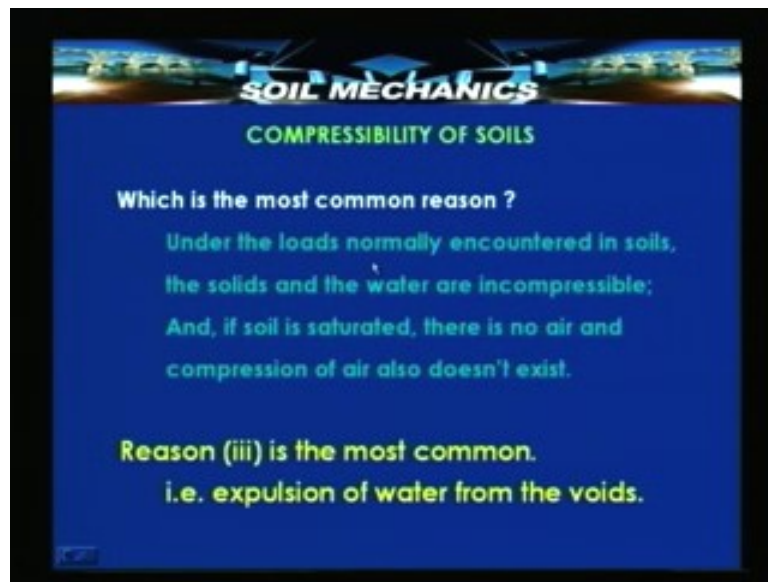 SOIL MECHANICS
COMPRESSIBILITY OF SOILS
Which is the most common reason ?
Under the loads normally encountered in soils,
the solids and the water are incompressible;
And, if soil is saturated, there is no air and
compression of air also doesn't exist.
Reason (iii) is the most common.
i.e. expulsion of water from the voids.